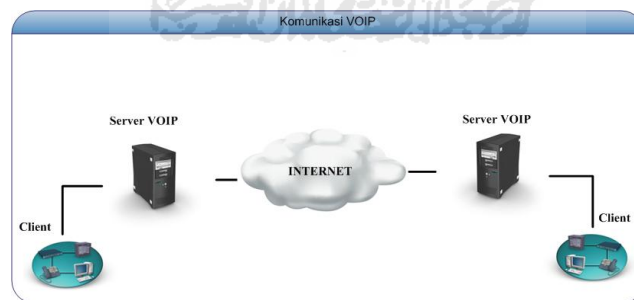 Komunikasi VOIP
Server VOIP
Server VOIP
INTERNET
Client
Client